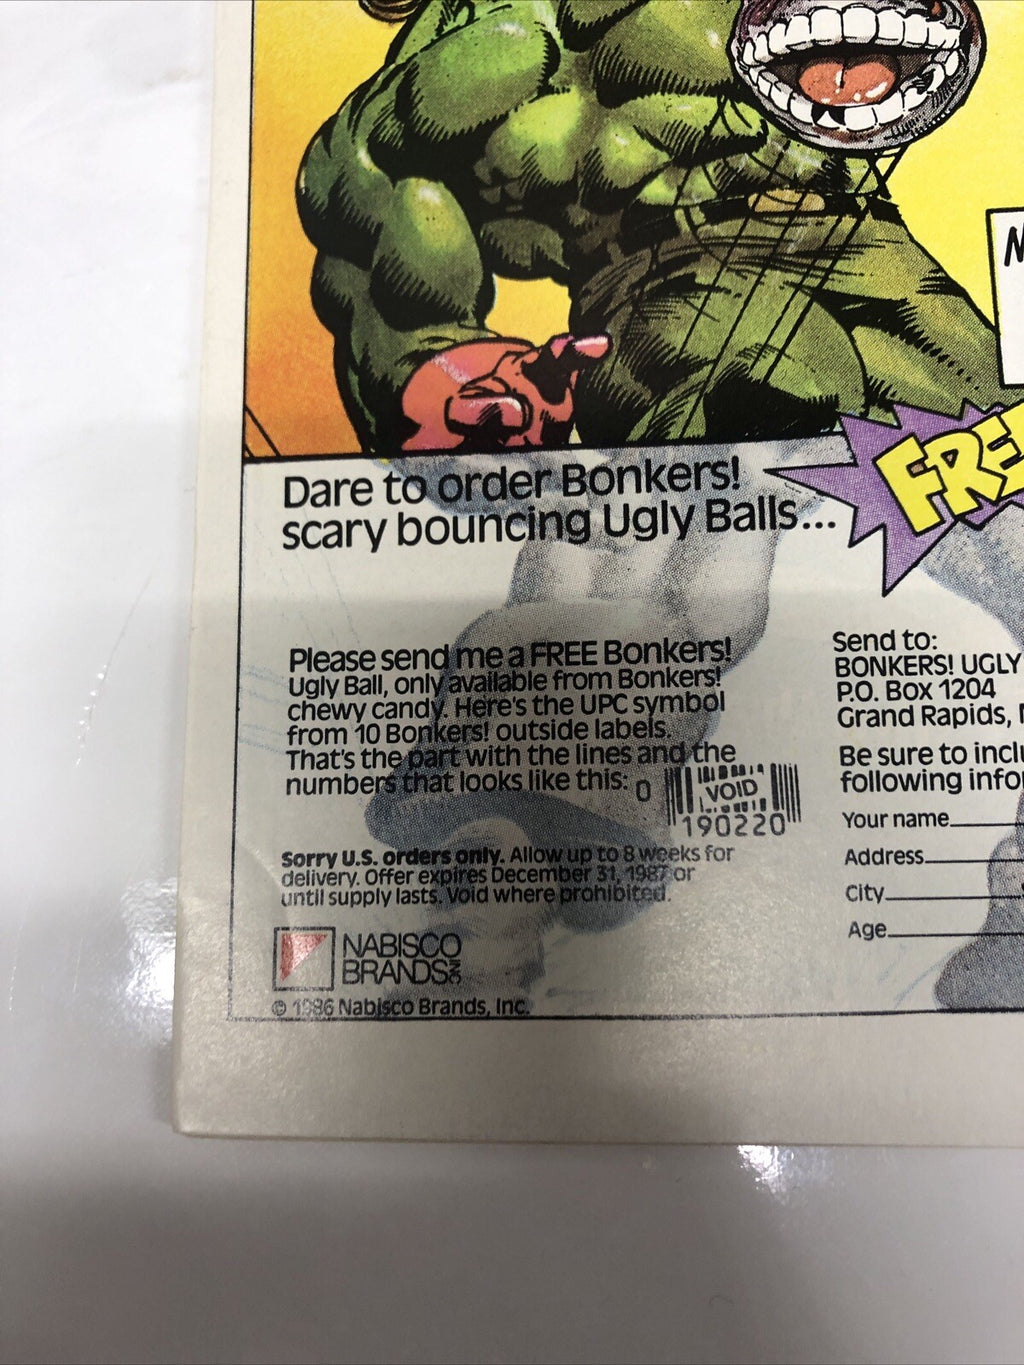 N
FREE
Dare to order Bonkers!
scary bouncing Ugly Balls...
Please send me a FREE Bonkers!
Ugly Ball, only available from Bonkers!
chewy candy. Here's the UPC symbol
from 10 Bonkers! outside labels.
That's the part with the lines and the
numbers that looks like this: 0
VOID
190220
Sorry U.S. orders only. Allow up to 8 weeks for
delivery. Offer expires December 31, 1987 or
until supply lasts. Void where prohibited.
NABISCO
BRANDS INC
© 1986 Nabisco Brands, Inc.
Send to:
BONKERS! UGLY
P.O. Box 1204
Grand Rapids,
Be sure to inclu
following infor
Your name
Address
City
Age